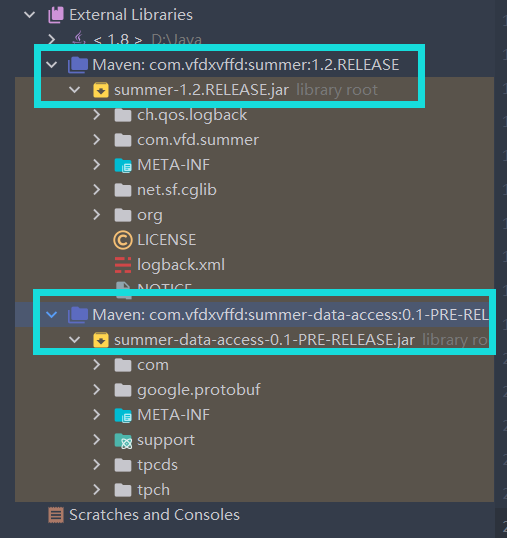 External Libraries
< 1.8 > D:\Java
Maven: com.vfdxvffd:summer:1.2.RELEASE
summer-1.2.RELEASE.jar library root
ch.qos.logback
com.vfd.summer
META-INF
net.sf.cglib
org
LICENSE
logback.xml
NOTICE
Maven: com.vfdxvffd:summer-data-access:0.1-PRE-REL
summer-data-access-0.1-PRE-RELEASE.jar library ro
com
google.protobuf
META-INF
support
tpcds
tpch
Scratches and Consoles